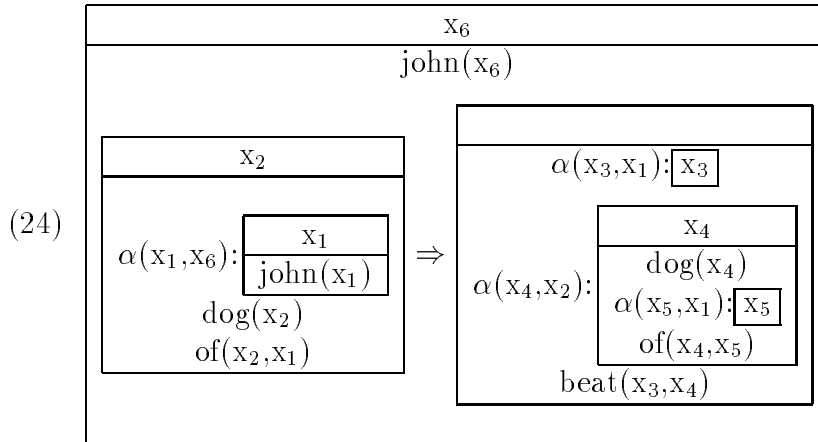 x₆
john(x₆)
α(x₃,x₁): x₃
x₂
x₄
(24)
α(x₁,x₆): x₁ ⇒
john(x₁)
α(x₄,x₂): dog(x₄)
α(x₅,x₁): x₅
dog(x₂)
of(x₂,x₁)
of(x₄,x₅)
beat(x₃,x₄)